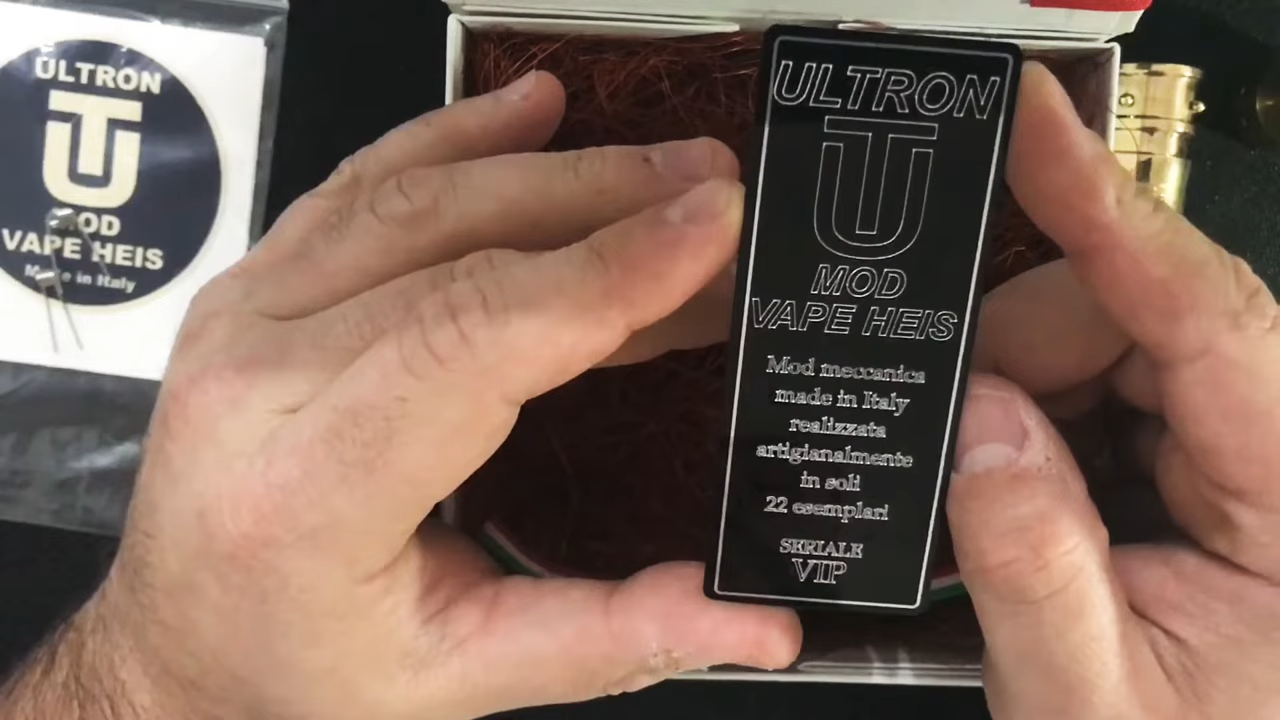 ULTRON
MOD
VAPE HEIS
Made in Italy
ULTRON
MOD
VAPE HEIS
Mod meccanica
made in Italy
realizzata
artigianalmente
in soli
22 esemplari
SERIALE
VIP